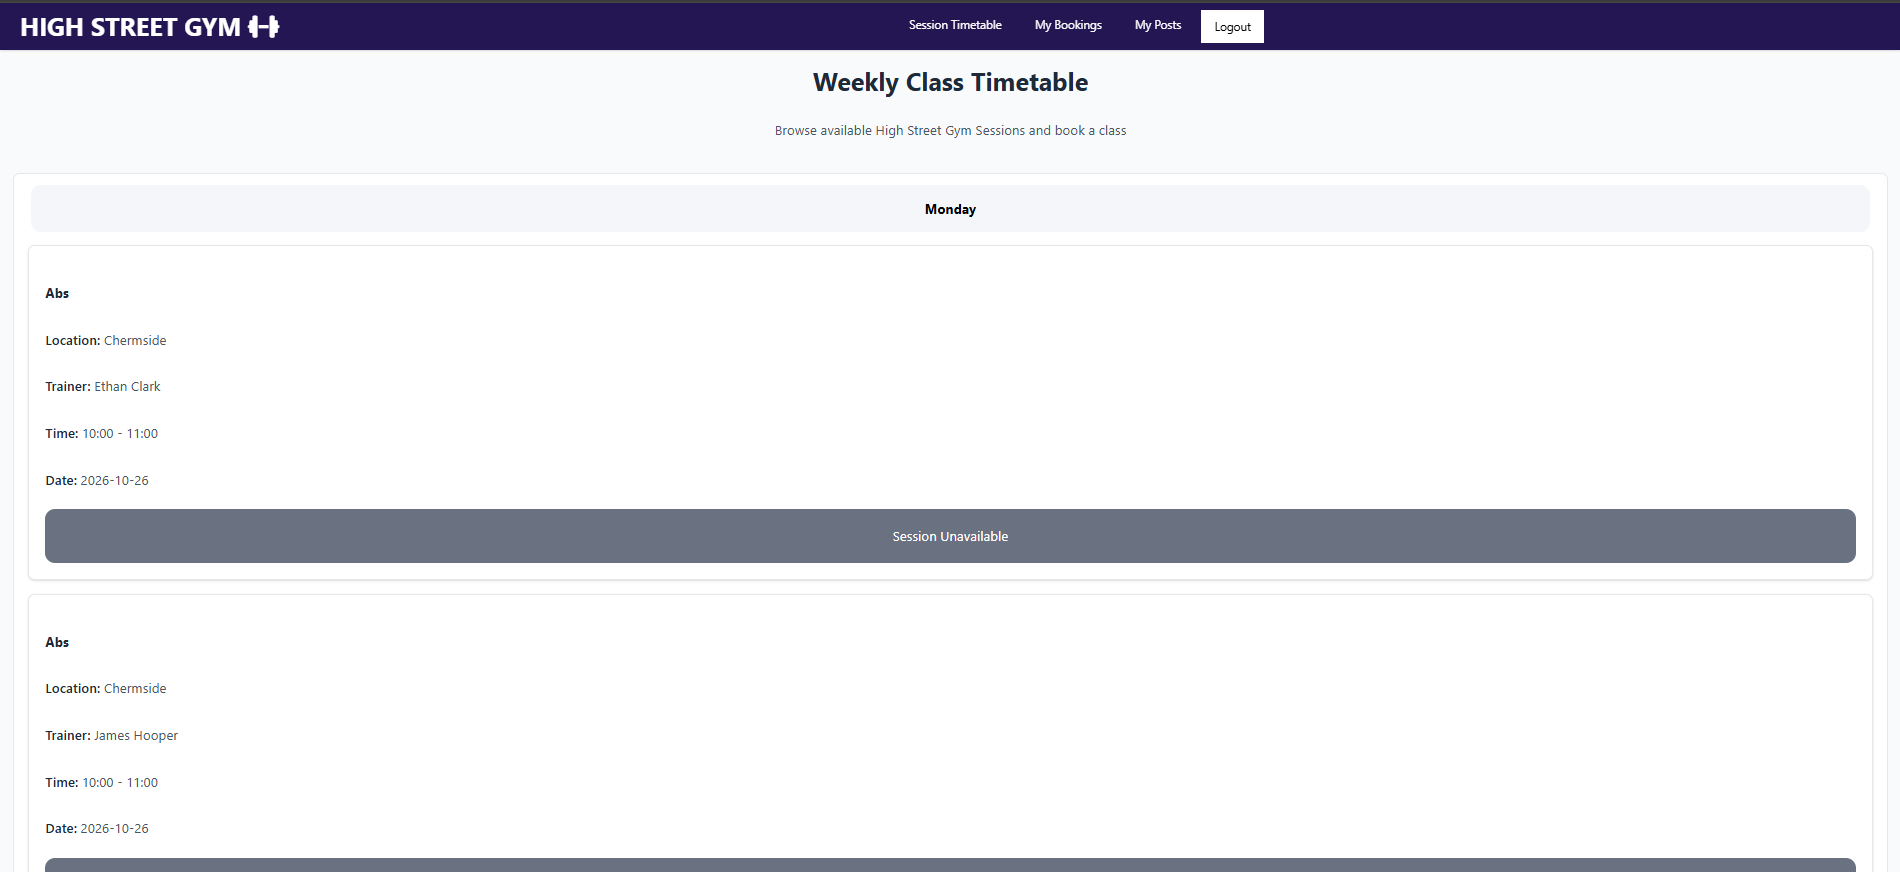 HIGH STREET GYM
Session Timetable
My Bookings
My Posts
Logout
Weekly Class Timetable
Browse available High Street Gym Sessions and book a class
Monday
Abs
Location: Chermside
Trainer: Ethan Clark
Time: 10:00 - 11:00
Date: 2026-10-26
Session Unavailable
Abs
Location: Chermside
Trainer: James Hooper
Time: 10:00 - 11:00
Date: 2026-10-26